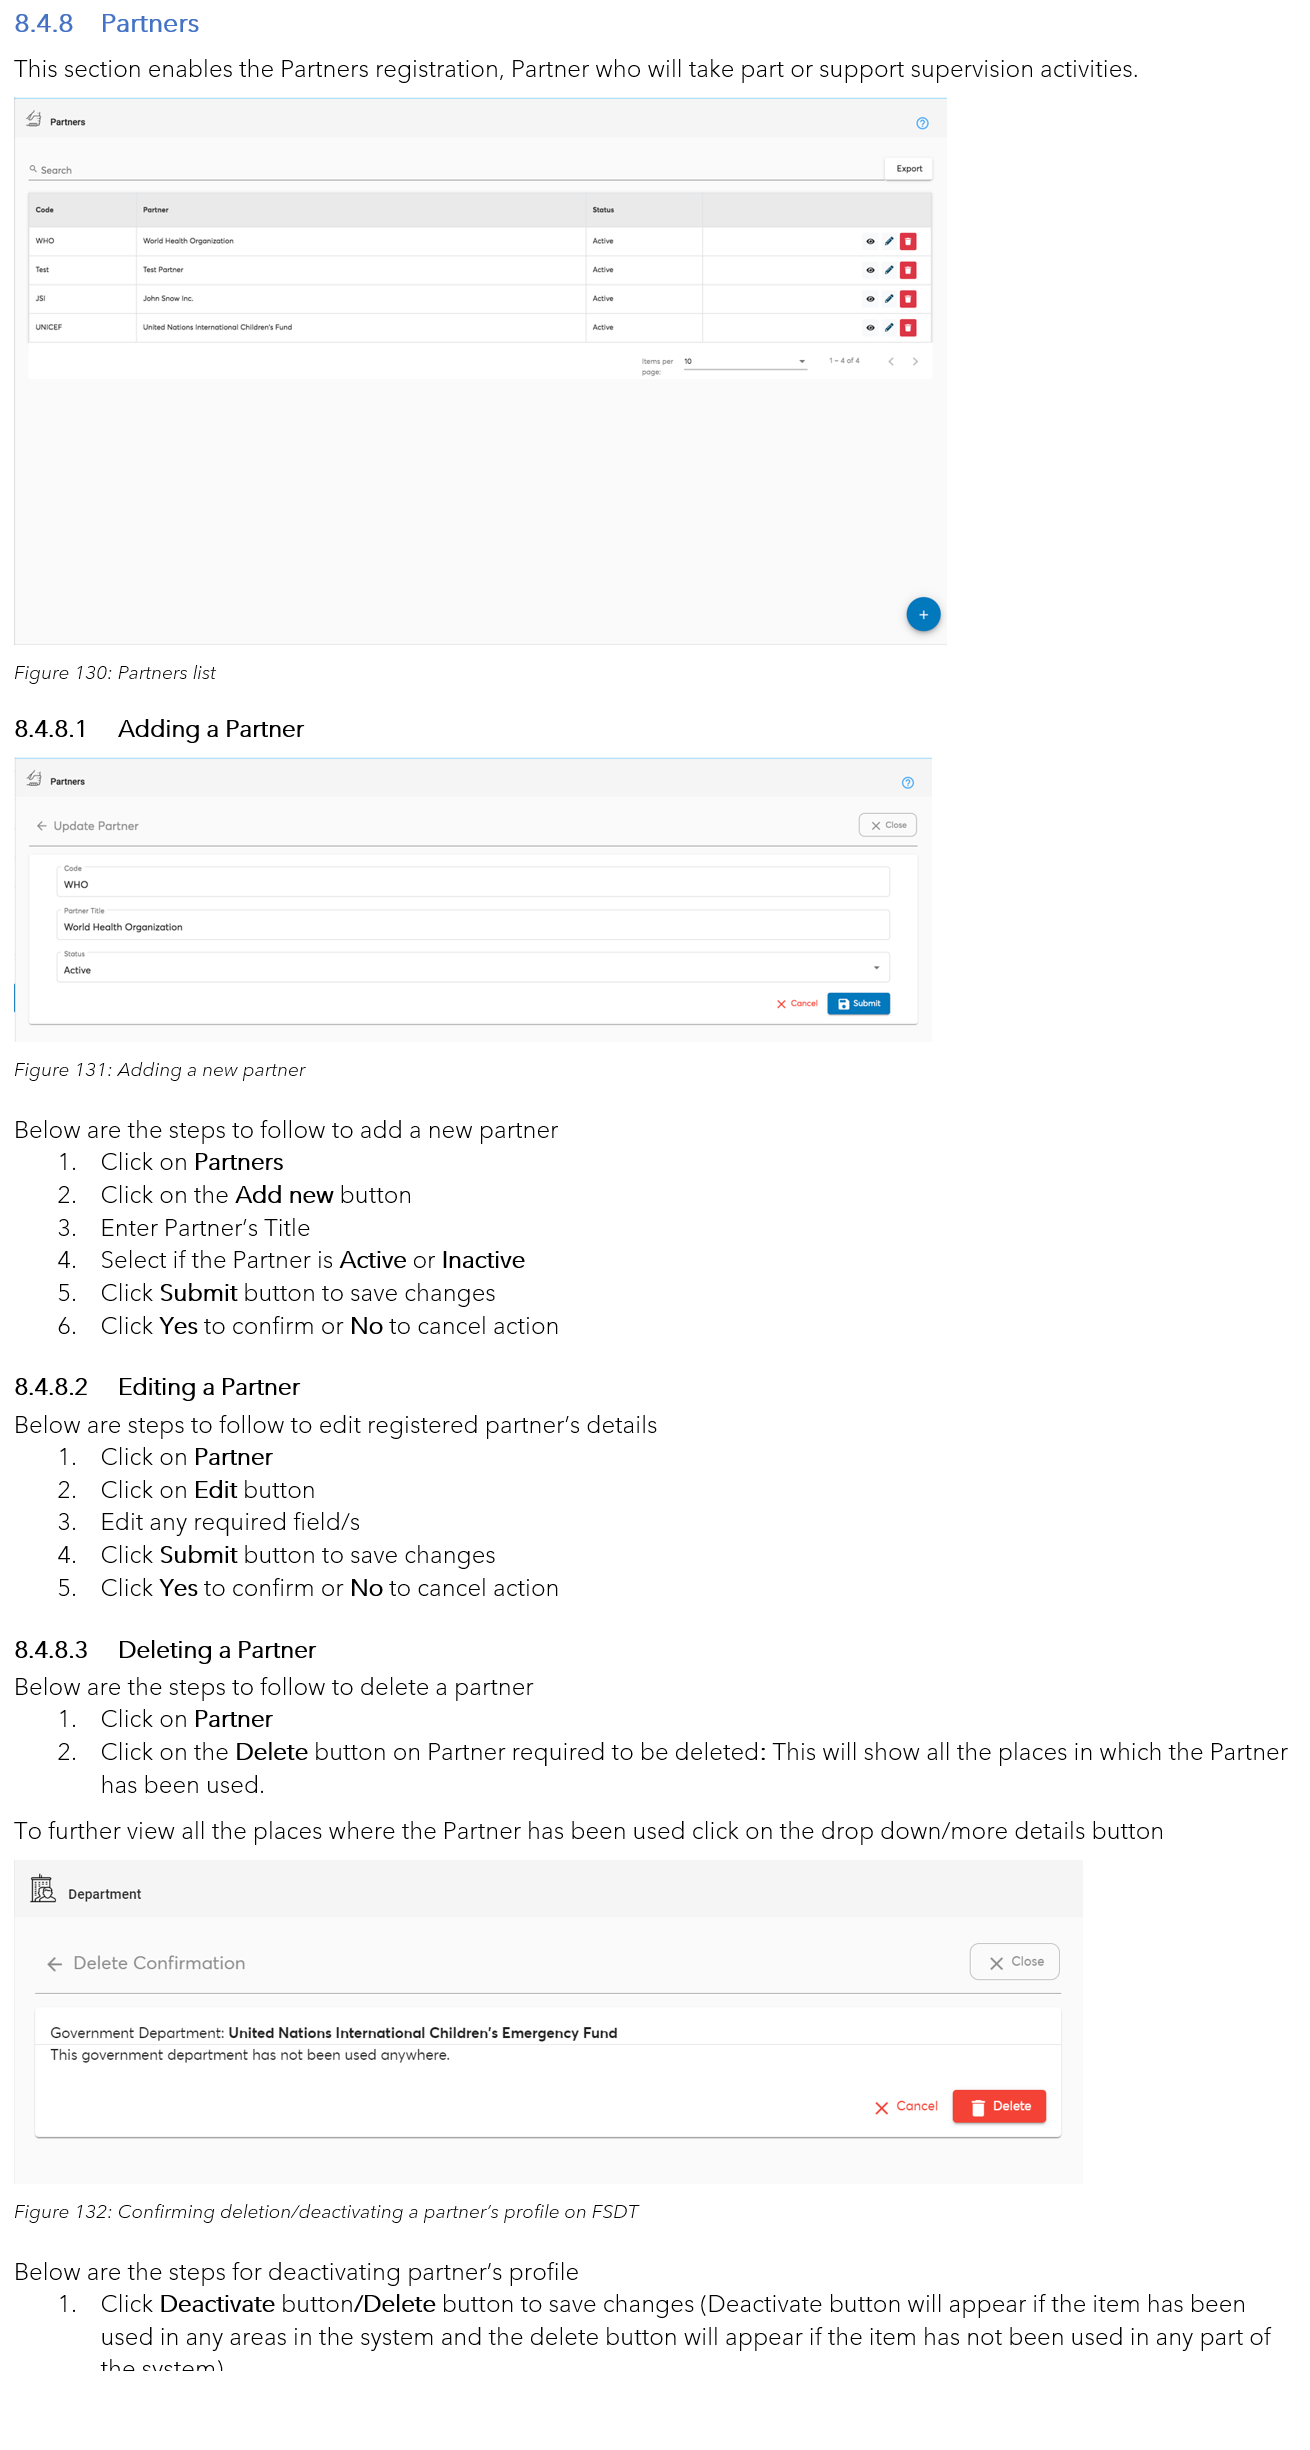 8.4.8 Partners
This section enables the Partners registration, Partner who will take part or support supervision activities.
Partners
Search
Export
Code Partner Status
WHO World Health Organization Active
Test Test Partner Active
JSI John Snow Inc. Active
UNICEF United Nations International Children's Fund Active
Items per page: 10 1 – 4 of 4
Figure 130: Partners list
8.4.8.1 Adding a Partner
Partners
Update Partner
Close
Code
WHO
Partner Title
World Health Organization
Status
Active
Cancel Submit
Figure 131: Adding a new partner
Below are the steps to follow to add a new partner
1. Click on Partners
2. Click on the Add new button
3. Enter Partner’s Title
4. Select if the Partner is Active or Inactive
5. Click Submit button to save changes
6. Click Yes to confirm or No to cancel action
8.4.8.2 Editing a Partner
Below are steps to follow to edit registered partner’s details
1. Click on Partner
2. Click on Edit button
3. Edit any required field/s
4. Click Submit button to save changes
5. Click Yes to confirm or No to cancel action
8.4.8.3 Deleting a Partner
Below are the steps to follow to delete a partner
1. Click on Partner
2. Click on the Delete button on Partner required to be deleted: This will show all the places in which the Partner
has been used.
To further view all the places where the Partner has been used click on the drop down/more details button
Department
Delete Confirmation
Close
Government Department: United Nations International Children's Emergency Fund
This government department has not been used anywhere.
Cancel Delete
Figure 132: Confirming deletion/deactivating a partner’s profile on FSDT
Below are the steps for deactivating partner’s profile
1. Click Deactivate button/Delete button to save changes (Deactivate button will appear if the item has been
used in any areas in the system and the delete button will appear if the item has not been used in any part of
the system)